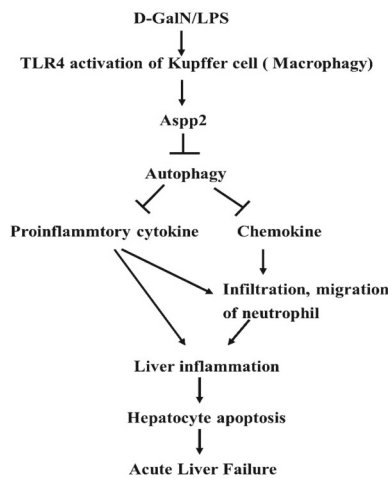 D-GalN/LPS
TLR4 activation of Kupffer cell ( Macrophagy)
Aspp2
Autophagy
Proinflammtory cytokine
Chemokine
Infiltration, migration
of neutrophil
Liver inflammation
Hepatocyte apoptosis
Acute Liver Failure